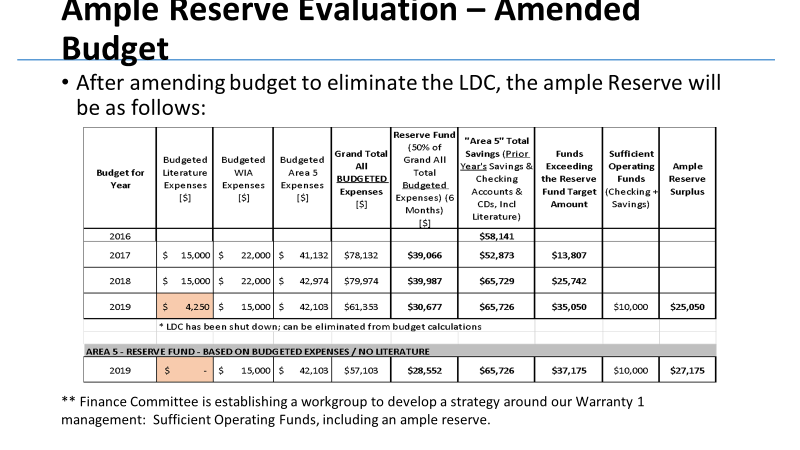 Ample Reserve Evaluation – Amended
Budget
• After amending budget to eliminate the LDC, the ample Reserve will
be as follows:
Budget for Year | Budgeted Literature Expenses [$] | Budgeted WIA Expenses [$] | Budgeted Area 5 Expenses [$] | Grand Total All BUDGETED Expenses [$] | Reserve Fund (50% of Grand All Total Budgeted Expenses) (6 Months) [$] | "Area 5" Total Savings (Prior Year's Savings & Checking Accounts & CDs, Incl Literature) | Funds Exceeding the Reserve Fund Target Amount | Sufficient Operating Funds (Checking + Savings) | Ample Reserve Surplus
2016 $58,141
2017 $ 15,000 $ 22,000 $ 41,132 $78,132 $39,066 $52,873 $13,807
2018 $ 15,000 $ 22,000 $ 42,974 $79,974 $39,987 $65,729 $25,742
2019 $ 4,250 $ 15,000 $ 42,103 $61,353 $30,677 $65,726 $35,050 $10,000 $25,050
* LDC has been shut down; can be eliminated from budget calculations
AREA 5 - RESERVE FUND - BASED ON BUDGETED EXPENSES / NO LITERATURE
2019 $ - $ 15,000 $ 42,103 $57,103 $28,552 $65,726 $37,175 $10,000 $27,175
** Finance Committee is establishing a workgroup to develop a strategy around our Warranty 1
management: Sufficient Operating Funds, including an ample reserve.